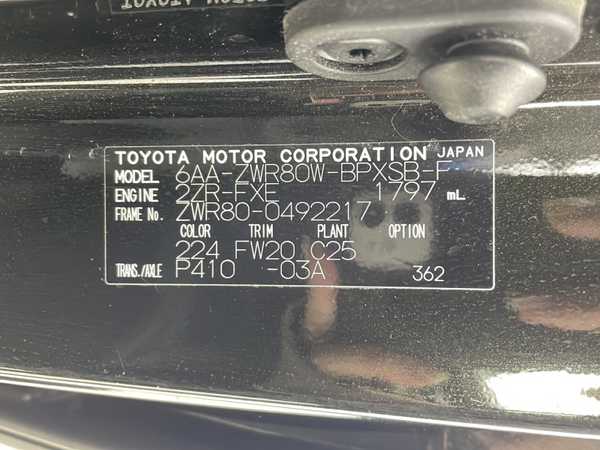 TOYOTA MOTOR CORPORATION JAPAN
MODEL 6AA-ZWR80W-BPXSB-F
ENGINE 2ZR-FXE 1797 mL
FRAME No. ZWR80-0492217
COLOR TRIM PLANT OPTIONS
224 FW20 C25
TRANS./AXLE P410 -03A 362